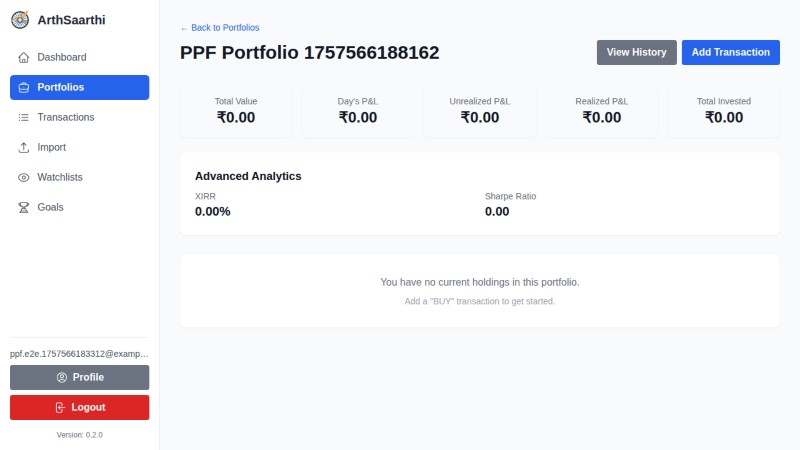 ArthSaarthi
Dashboard
Portfolios
Transactions
Import
Watchlists
Goals
ppf.e2e.1757566183312@examp...
Profile
Logout
Version: 0.2.0
← Back to Portfolios
PPF Portfolio 1757566188162
View History
Add Transaction
Total Value
₹0.00
Day's P&L
₹0.00
Unrealized P&L
₹0.00
Realized P&L
₹0.00
Total Invested
₹0.00
Advanced Analytics
XIRR
0.00%
Sharpe Ratio
0.00
You have no current holdings in this portfolio.
Add a "BUY" transaction to get started.